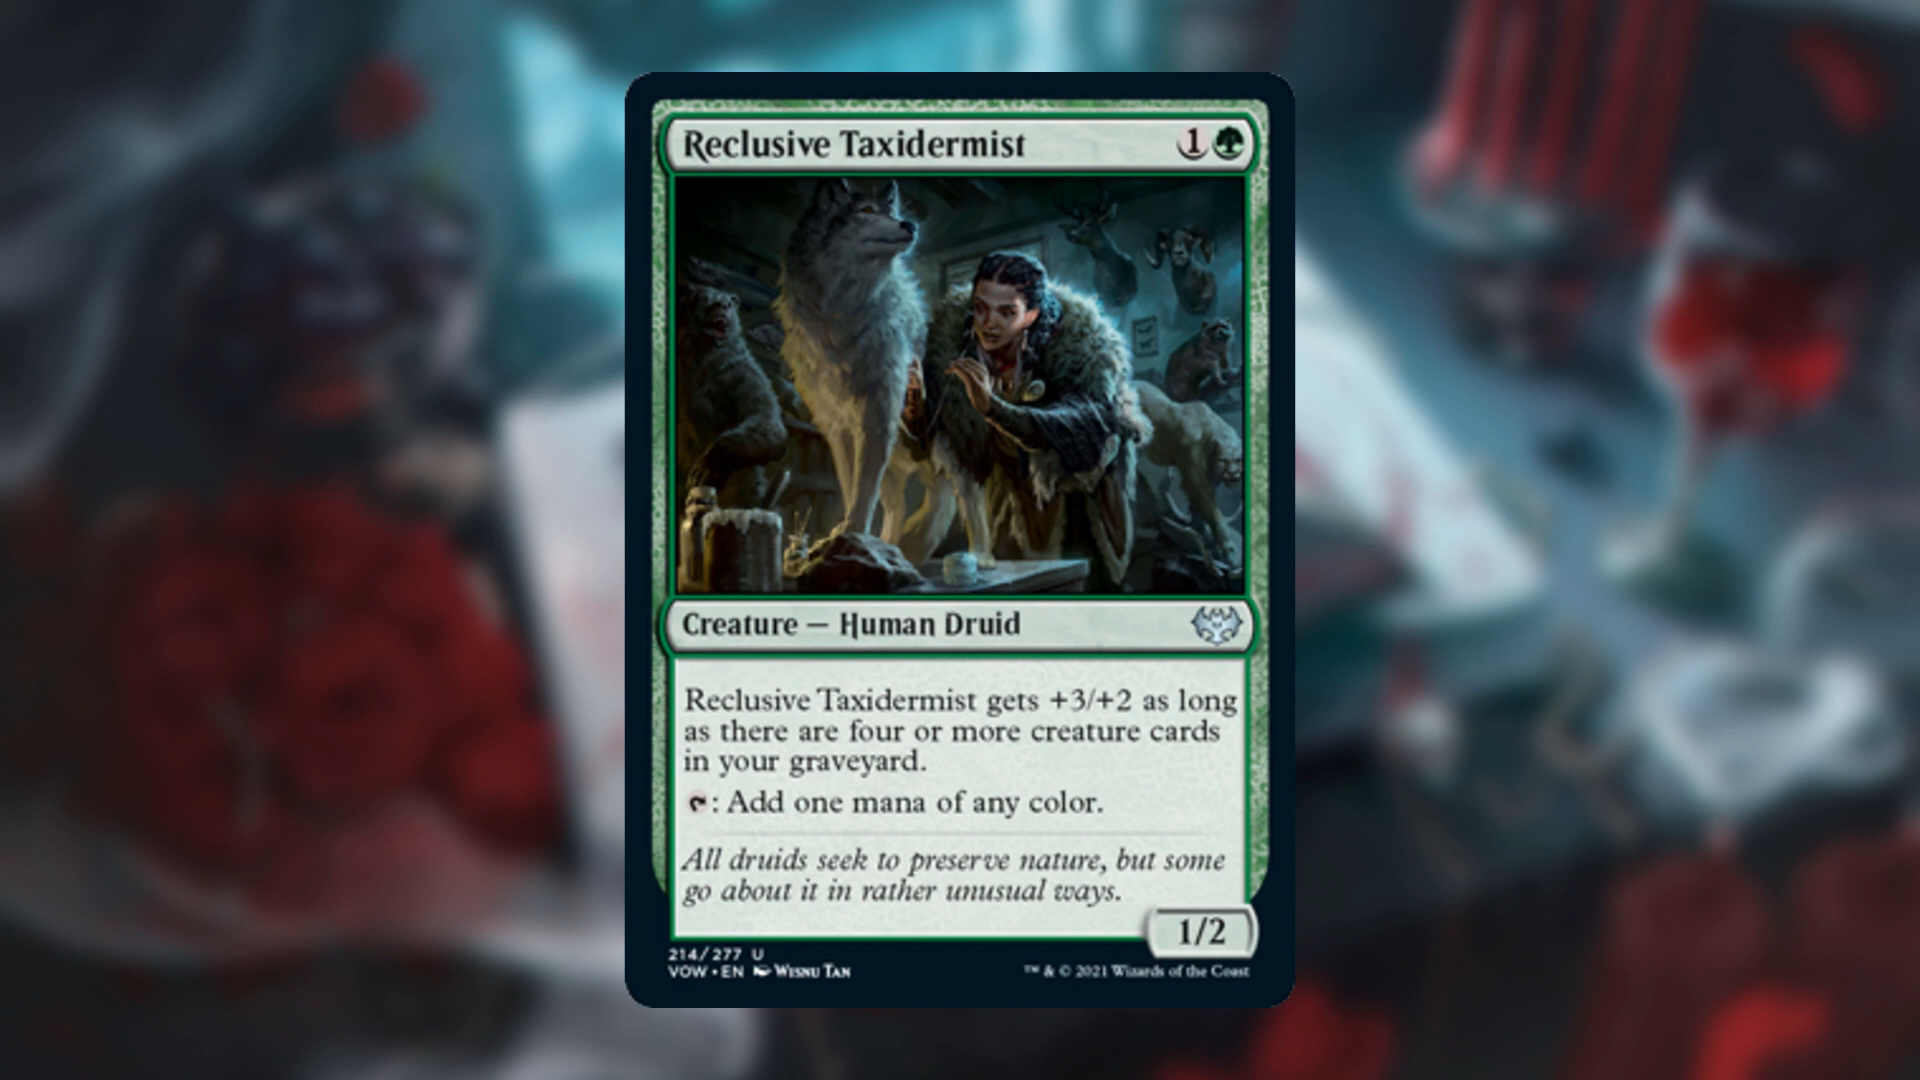 Reclusive Taxidermist 1
Creature — Human Druid
Reclusive Taxidermist gets +3/+2 as long
as there are four or more creature cards
in your graveyard.
: Add one mana of any color.
All druids seek to preserve nature, but some
go about it in rather unusual ways.
1/2
214/277 U
VOW • EN Wisnu Tan
™ & © 2021 Wizards of the Coast